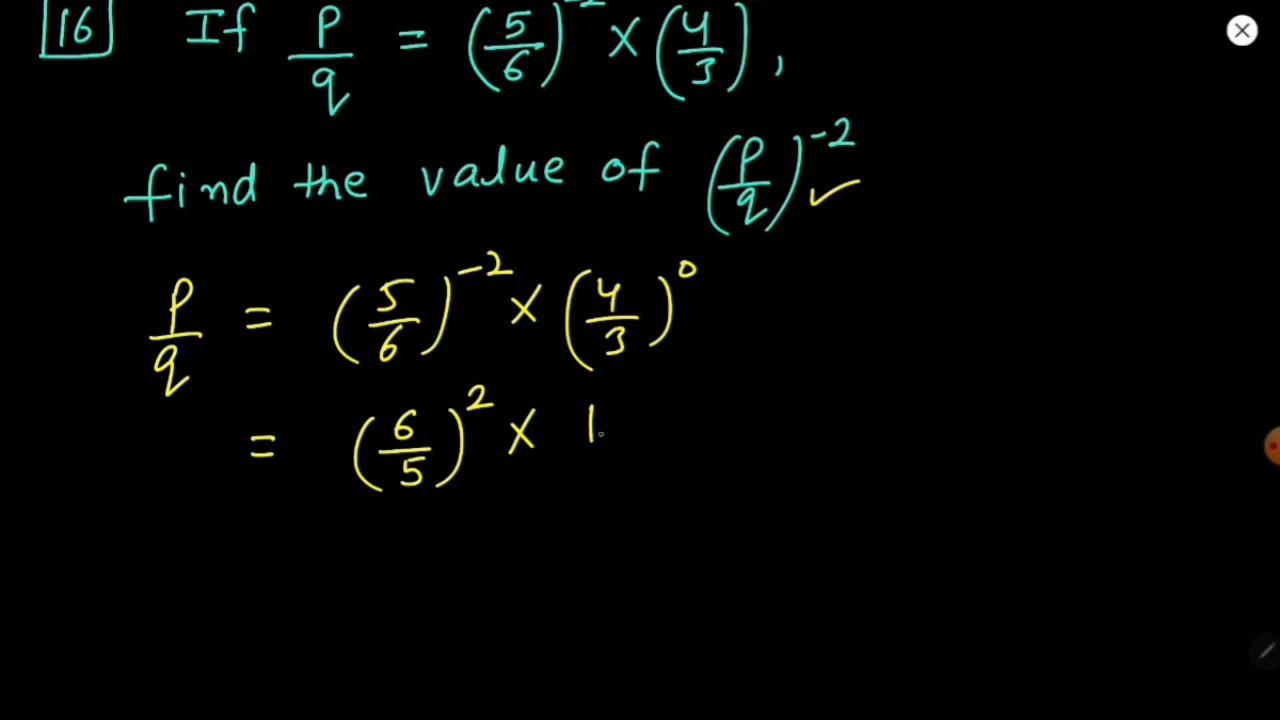 16 If p/q = (5/6)^-2 × (4/3) ,
find the value of (p/q)^-2 ✓
p/q = (5/6)^-2 × (4/3)^0
= (6/5)^2 × 1